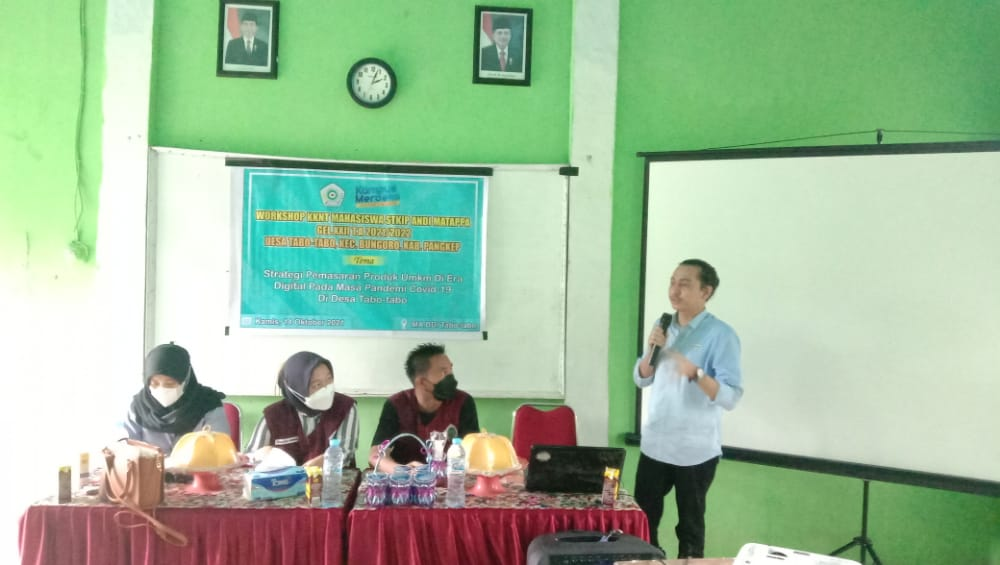 Kampus
Merdeka
WORKSHOP KKNT MAHASISWA STKIP ANDI MATAPPA
GEL.XXII T.A 2021/2022
DESA TABO-TABO, KEC. BUNGORO, KAB. PANGKEP
Tema
Strategi Pemasaran Produk Umkm Di Era
Digital Pada Masa Pandemi Covid-19
Di Desa Tabo-tabo
Kamis, 14 Oktober 2021
MA DDI Tabo-tabo